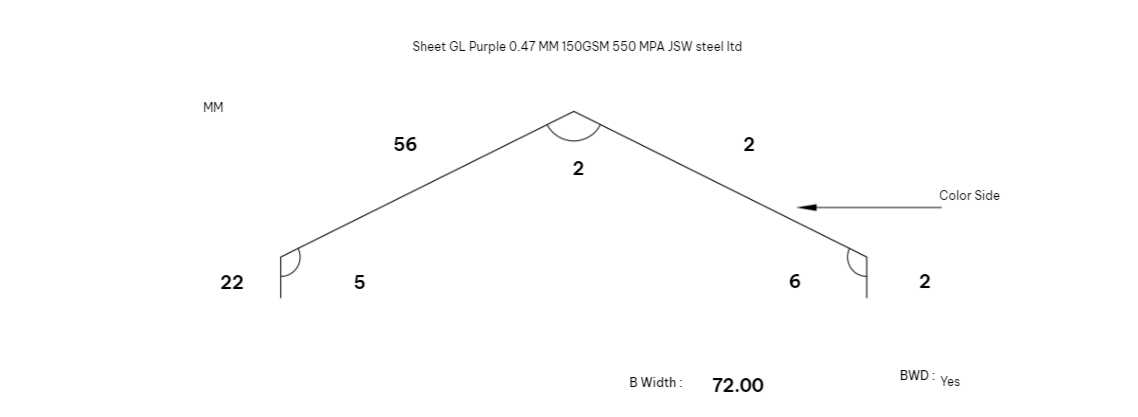 Sheet GL Purple 0.47 MM 150GSM 550 MPA JSW steel ltd
MM
56
2
2
Color Side
22
5
6
2
B Width : 72.00
BWD : Yes